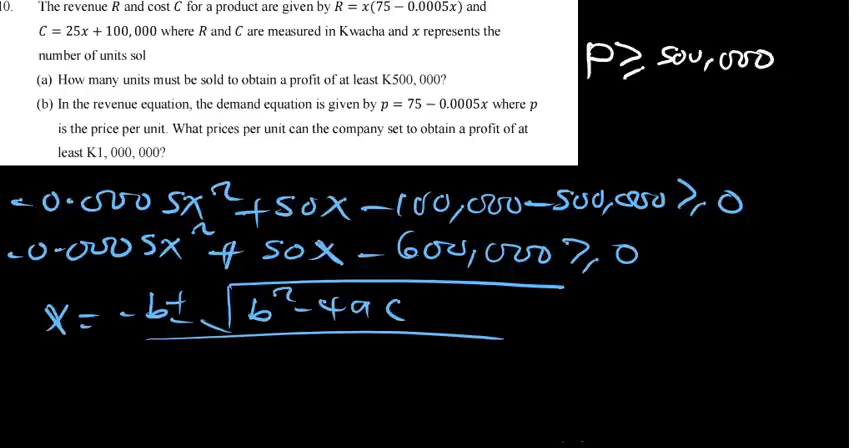 10. The revenue R and cost C for a product are given by R = x(75 − 0.0005x) and
C = 25x + 100,000 where R and C are measured in Kwacha and x represents the
number of units sol
(a) How many units must be sold to obtain a profit of at least K500, 000?
(b) In the revenue equation, the demand equation is given by p = 75 − 0.0005x where p
is the price per unit. What prices per unit can the company set to obtain a profit of at
least K1, 000, 000?
P ≥ 500,000
-0.0005x² + 50x - 100,000 - 500,000 ≥ 0
-0.0005x² + 50x - 600,000 ≥ 0
x = -b ± √b² - 4ac